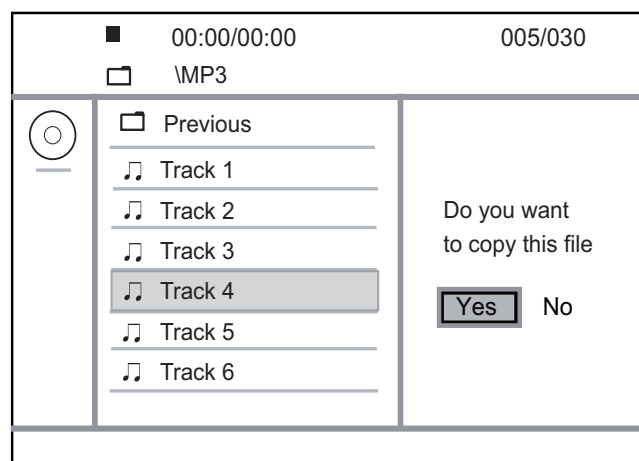 00:00/00:00 005/030
\MP3
Previous
Track 1
Track 2
Track 3
Track 4
Track 5
Track 6
Do you want
to copy this file
Yes No